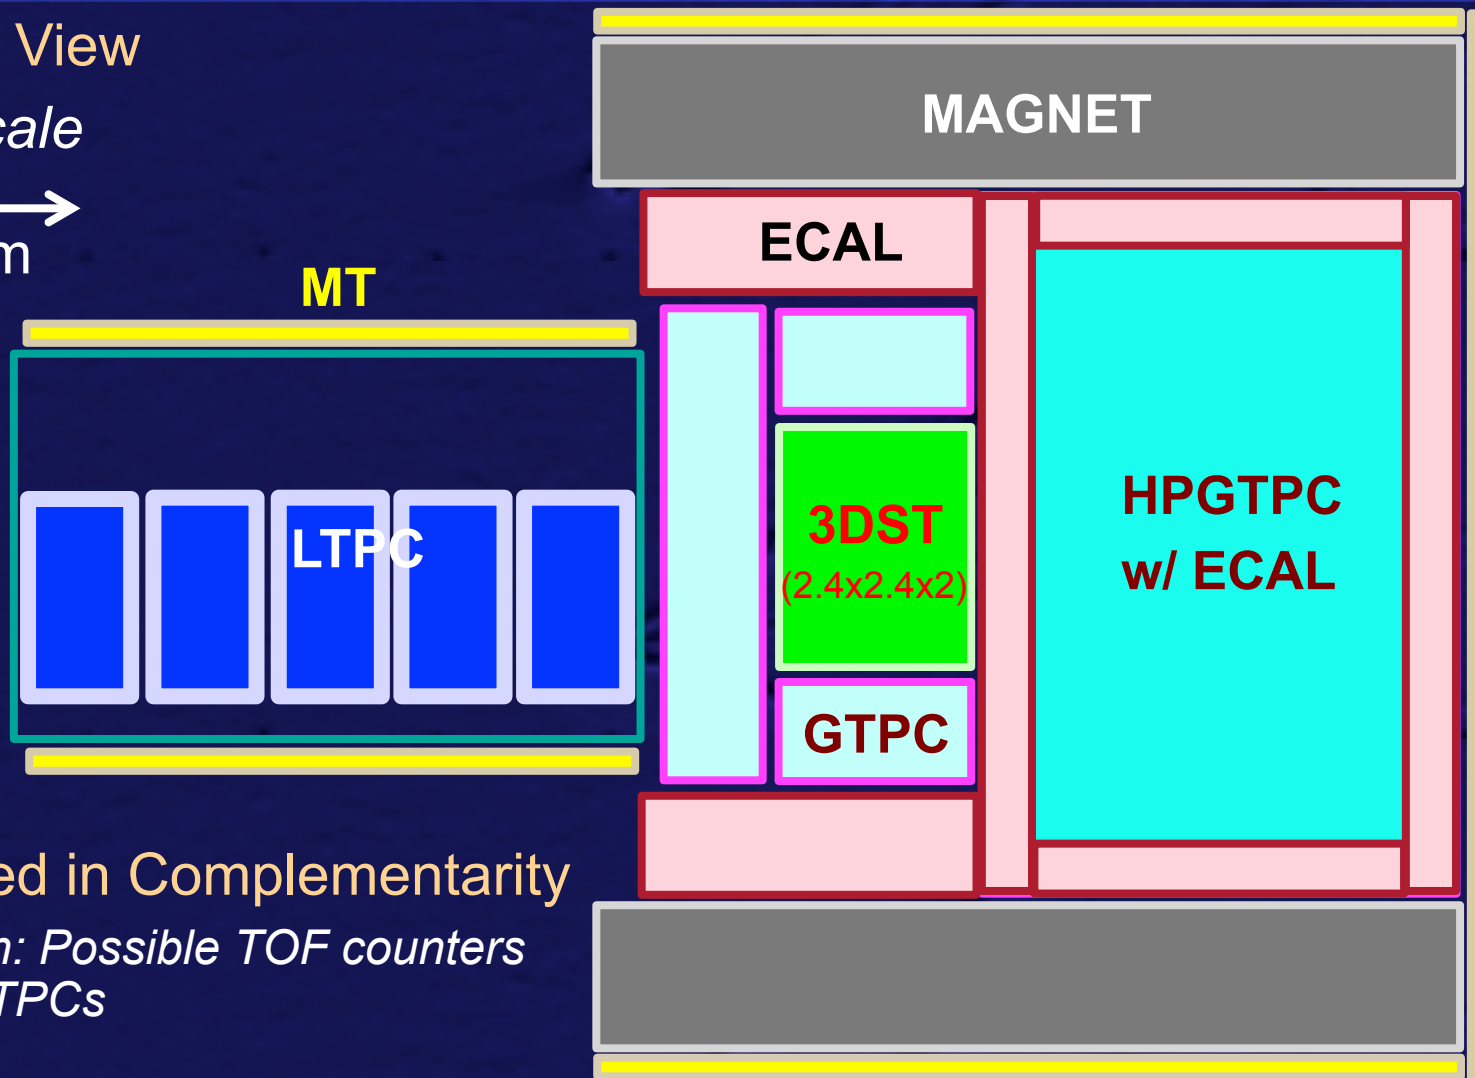 View
cale
m
MAGNET
ECAL
MT
LTPC
3DST
(2.4x2.4x2)
HPGTPC
w/ ECAL
GTPC
ed in Complementarity
n: Possible TOF counters
TPCs